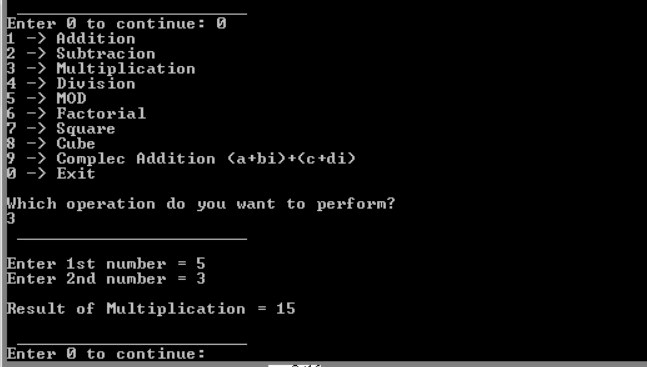 Enter 0 to continue: 0
1 -> Addition
2 -> Subtracion
3 -> Multiplication
4 -> Division
5 -> MOD
6 -> Factorial
7 -> Square
8 -> Cube
9 -> Complec Addition (a+bi)+(c+di)
0 -> Exit
Which operation do you want to perform?
3
Enter 1st number = 5
Enter 2nd number = 3
Result of Multiplication = 15
Enter 0 to continue: